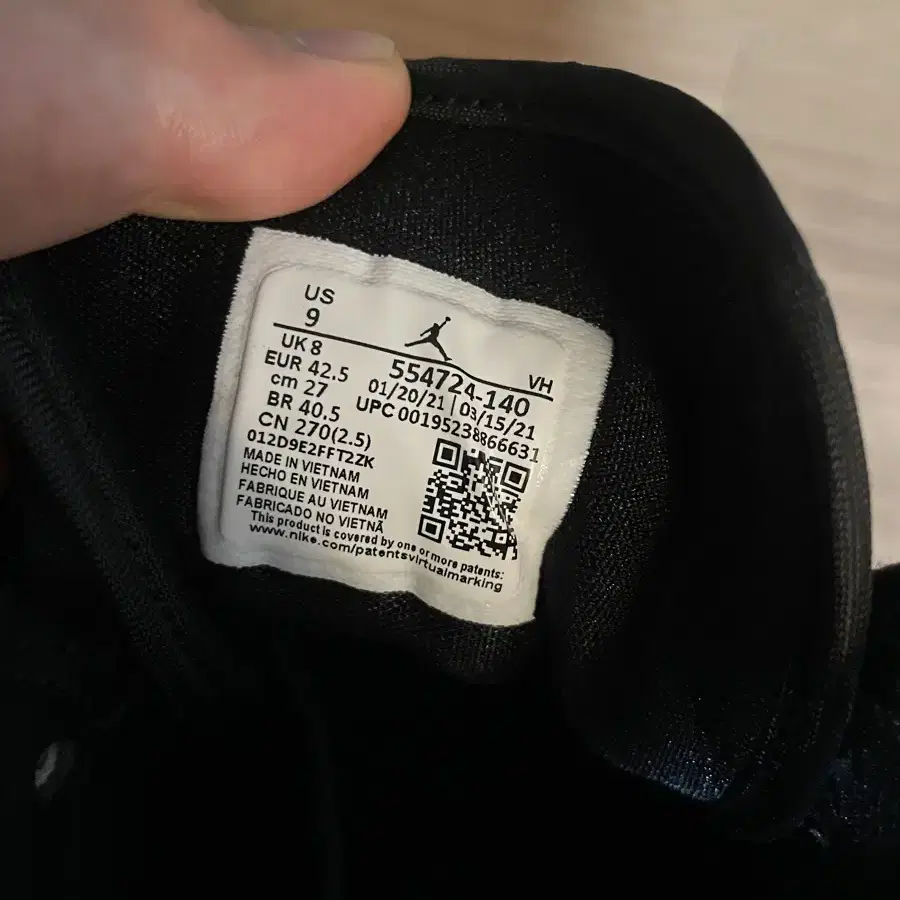 US
9
UK 8
EUR 42.5
cm 27
BR 40.5
CN 270(2.5)
VH
554724-140
01/20/21 | 03/15/21
UPC 00195238866631
012D9E2FFT2ZK
MADE IN VIETNAM
HECHO EN VIETNAM
FABRIQUE AU VIETNAM
FABRICADO NO VIETNÃ
This product is covered by one or more patents:
www.nike.com/patentsvirtualmarking